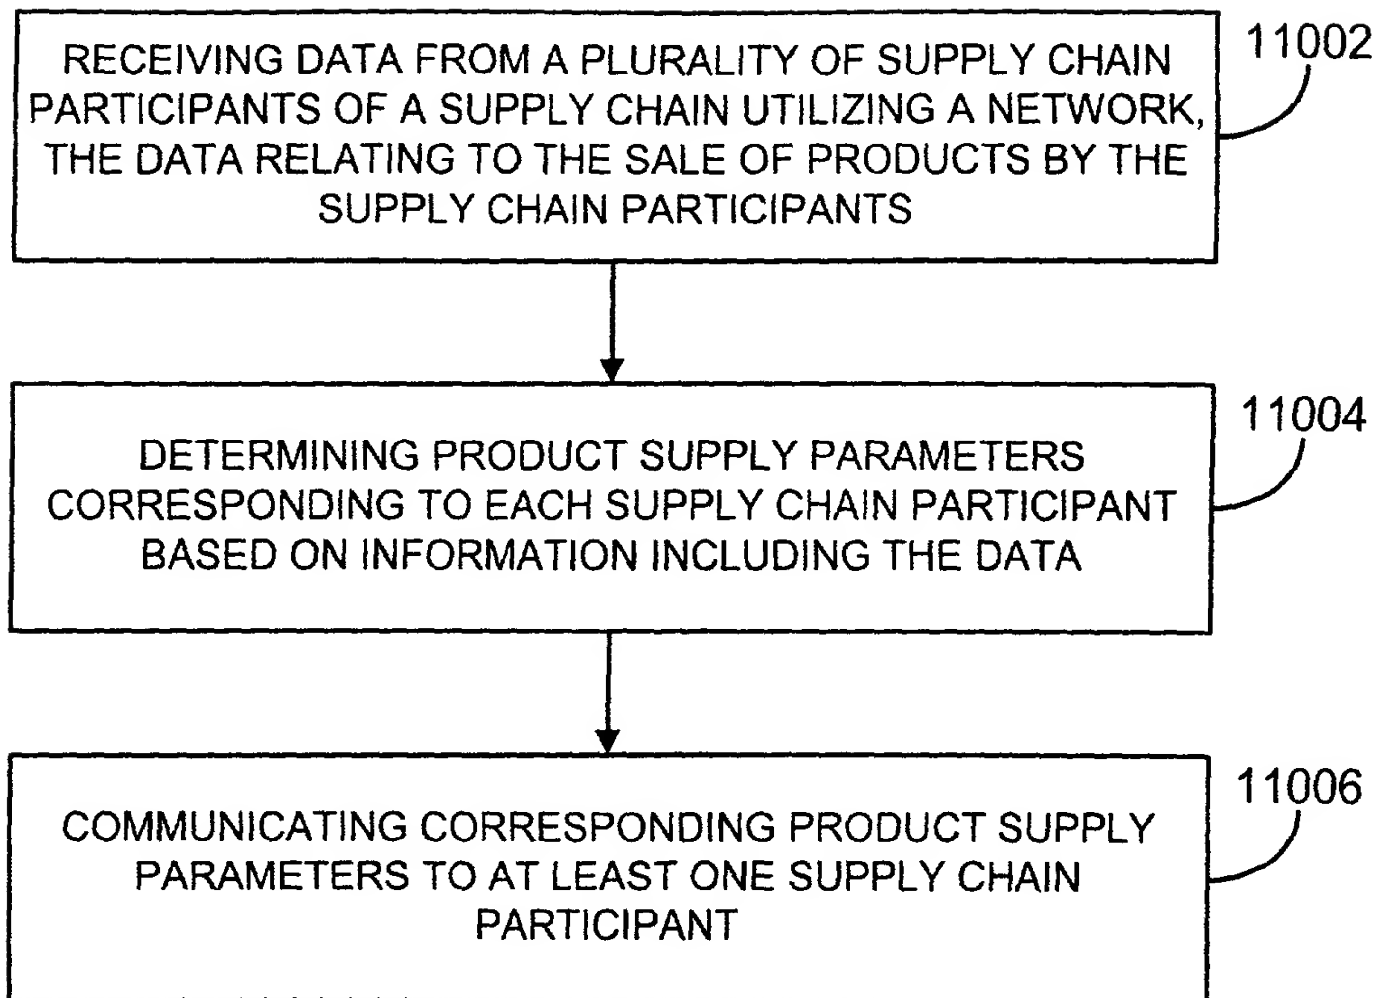 RECEIVING DATA FROM A PLURALITY OF SUPPLY CHAIN
PARTICIPANTS OF A SUPPLY CHAIN UTILIZING A NETWORK,
THE DATA RELATING TO THE SALE OF PRODUCTS BY THE
SUPPLY CHAIN PARTICIPANTS
11002
DETERMINING PRODUCT SUPPLY PARAMETERS
CORRESPONDING TO EACH SUPPLY CHAIN PARTICIPANT
BASED ON INFORMATION INCLUDING THE DATA
11004
COMMUNICATING CORRESPONDING PRODUCT SUPPLY
PARAMETERS TO AT LEAST ONE SUPPLY CHAIN
PARTICIPANT
11006